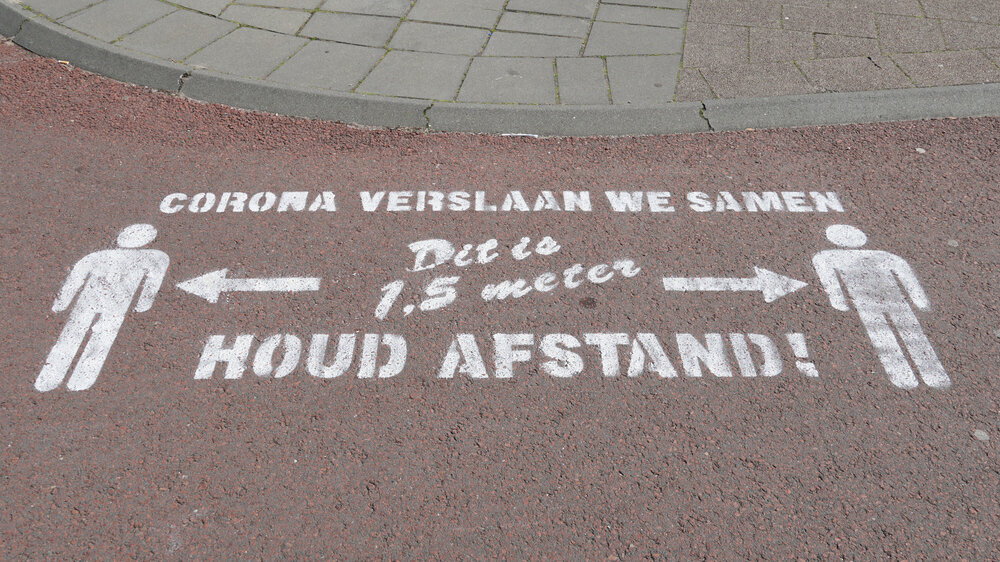 CORONA VERSLAAN WE SAMEN
Dit is
1,5 meter
HOUD AFSTAND!